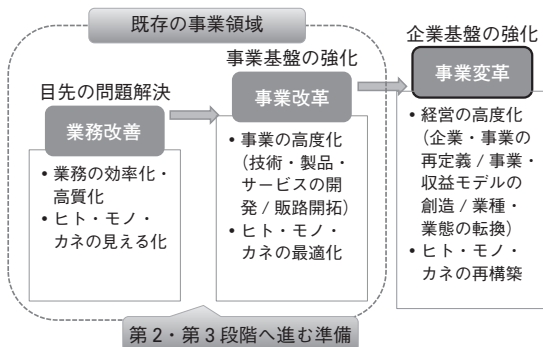 既存の事業領域
目先の問題解決
業務改善
• 業務の効率化・
高質化
• ヒト・モノ・
カネの見える化
事業基盤の強化
事業改革
• 事業の高度化
(技術・製品・
サービスの開
発 / 販路開拓)
• ヒト・モノ・
カネの最適化
企業基盤の強化
事業変革
• 経営の高度化
(企業・事業の
再定義 / 事業・
収益モデルの
創造 / 業種・
業態の転換)
• ヒト・モノ・
カネの再構築
第2・第3段階へ進む準備